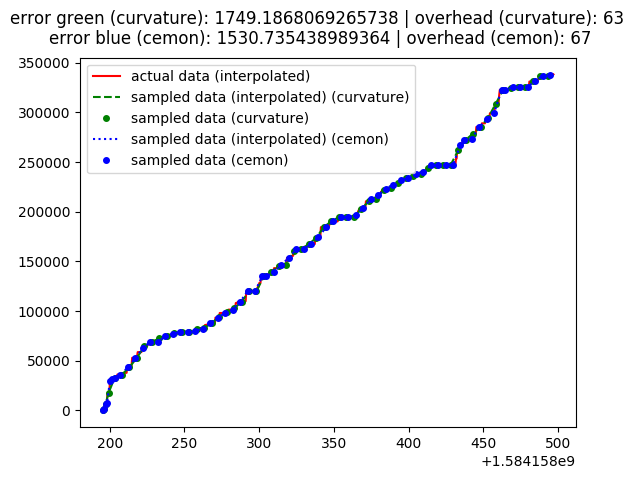 error green (curvature): 1749.1868069265738 | overhead (curvature): 63
error blue (cemon): 1530.735438989364 | overhead (cemon): 67
350000
300000
250000
200000
150000
100000
50000
0
actual data (interpolated)
sampled data (interpolated) (curvature)
sampled data (curvature)
sampled data (interpolated) (cemon)
sampled data (cemon)
200 250 300 350 400 450 500
+1.584158e9